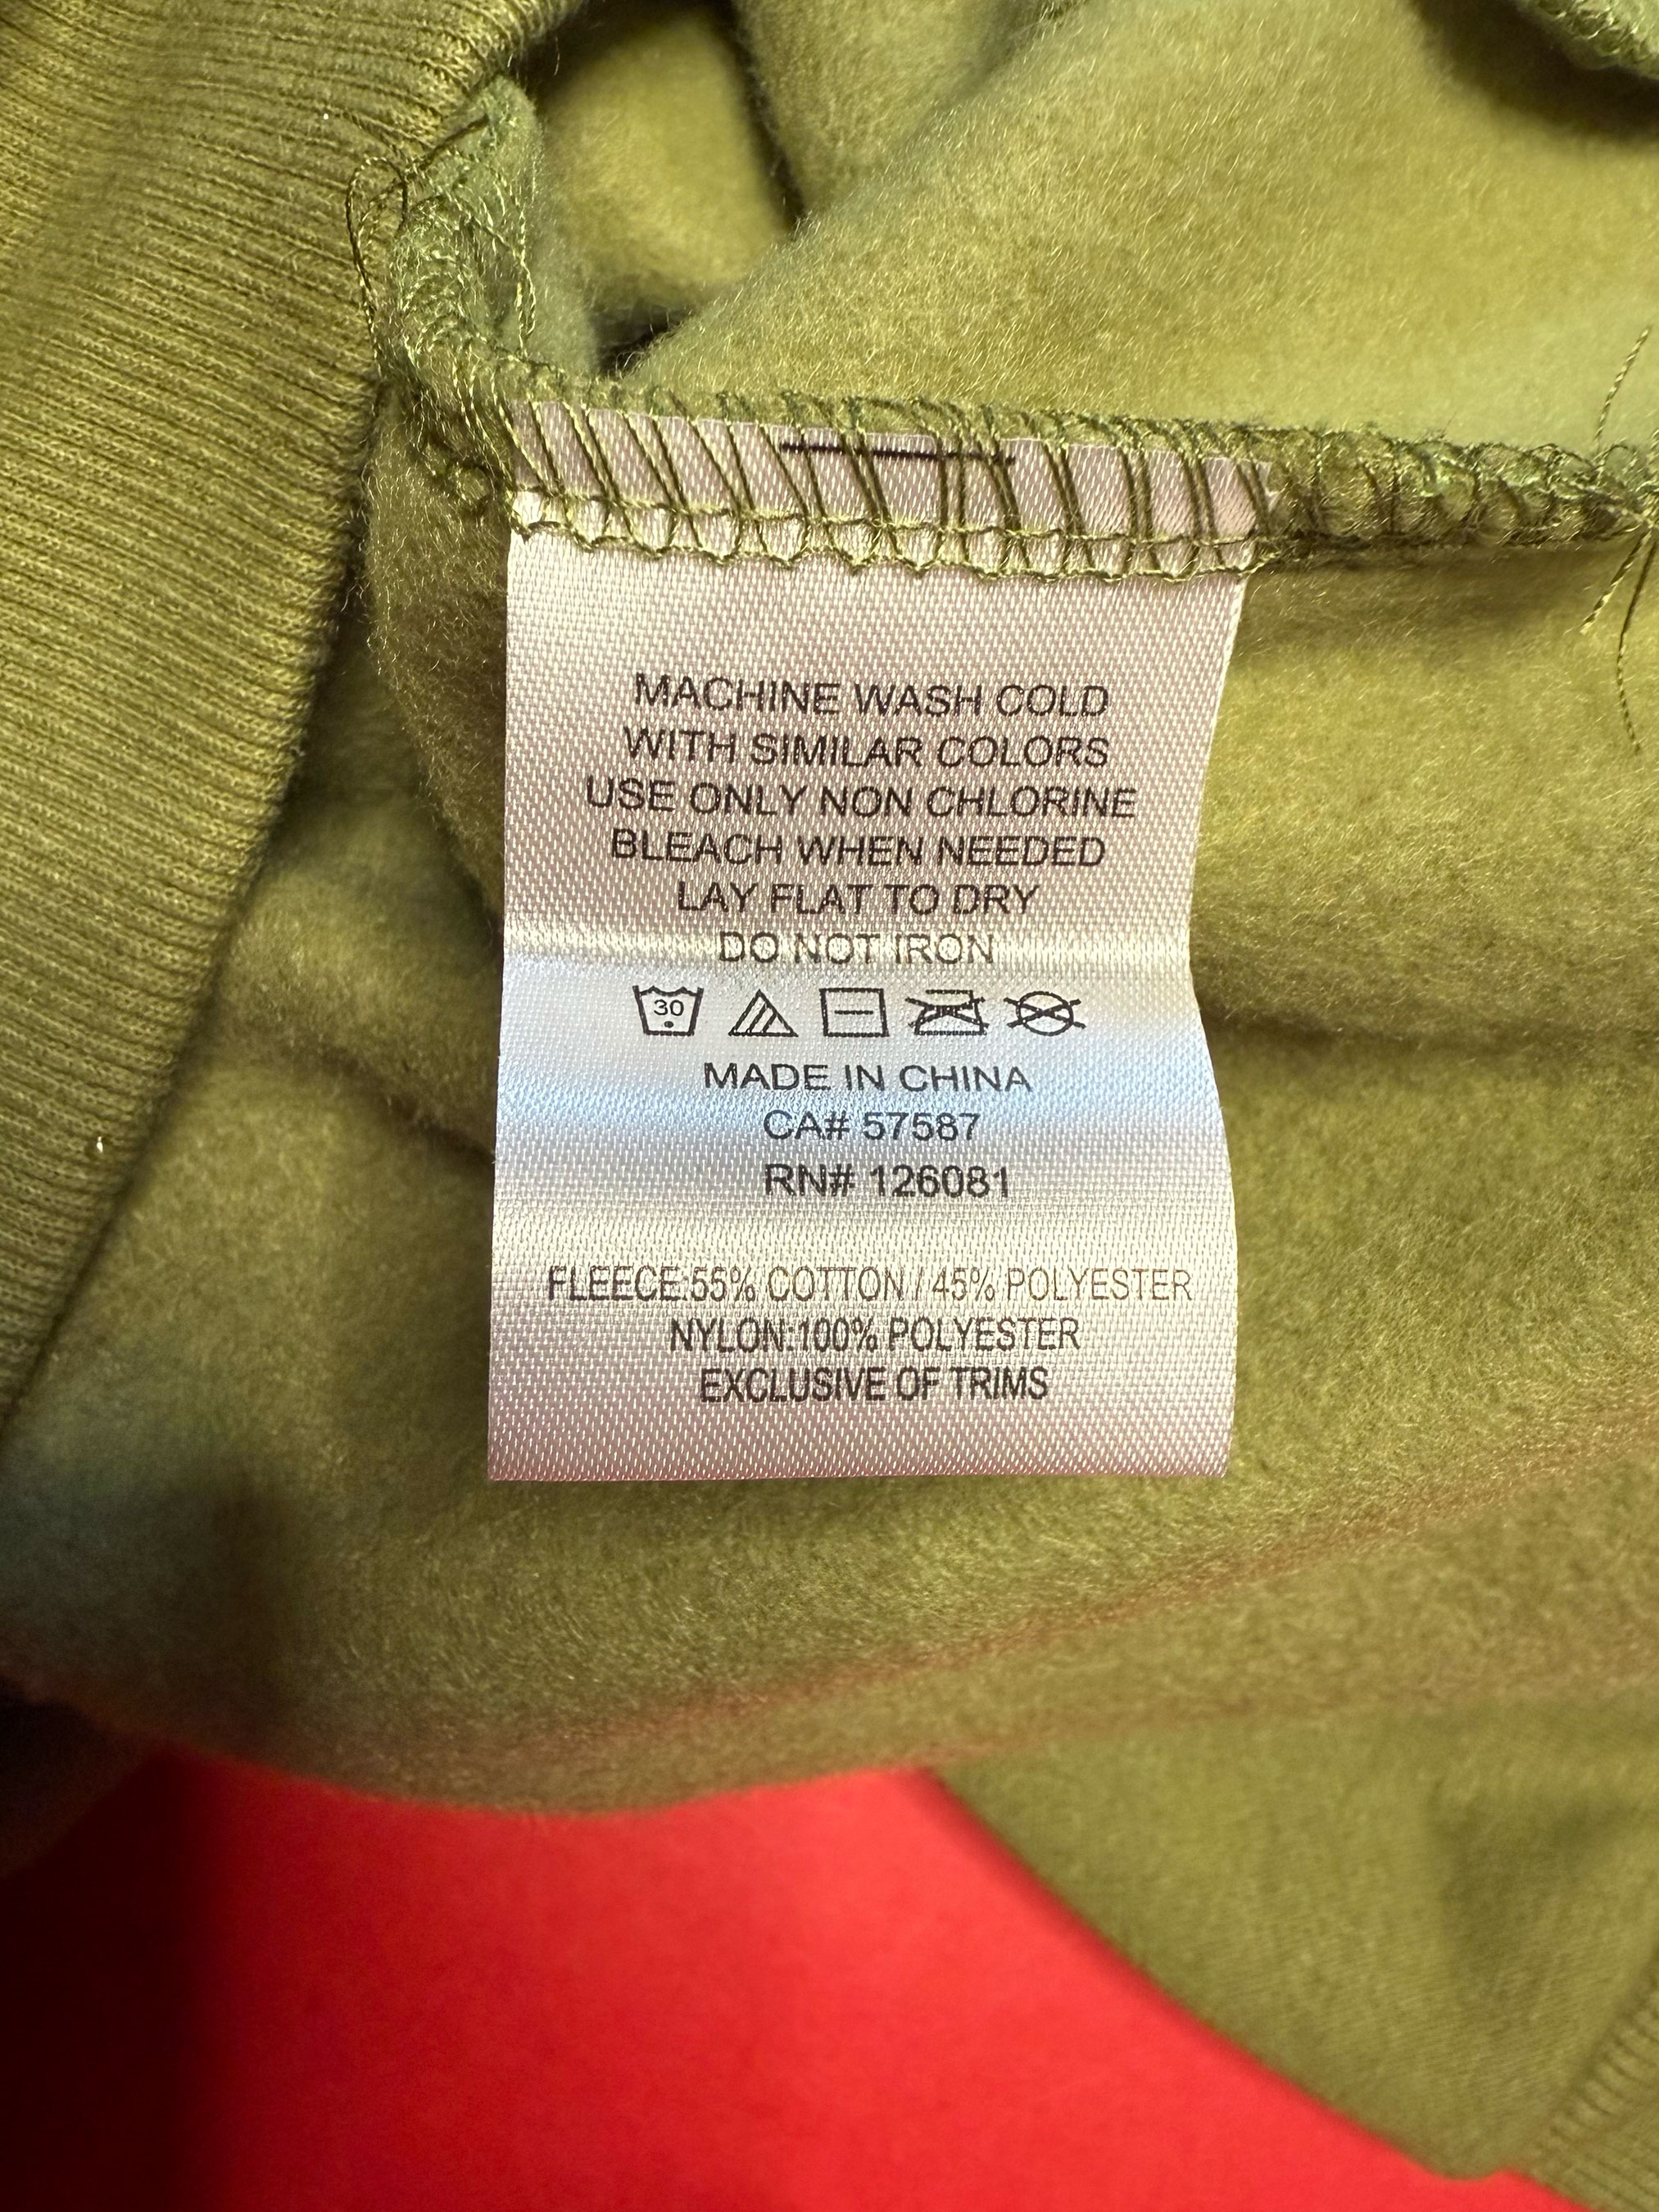 MACHINE WASH COLD
WITH SIMILAR COLORS
USE ONLY NON CHLORINE
BLEACH WHEN NEEDED
LAY FLAT TO DRY
DO NOT IRON
30
MADE IN CHINA
CA# 57587
RN# 126081
FLEECE:55% COTTON / 45% POLYESTER
NYLON:100% POLYESTER
EXCLUSIVE OF TRIMS